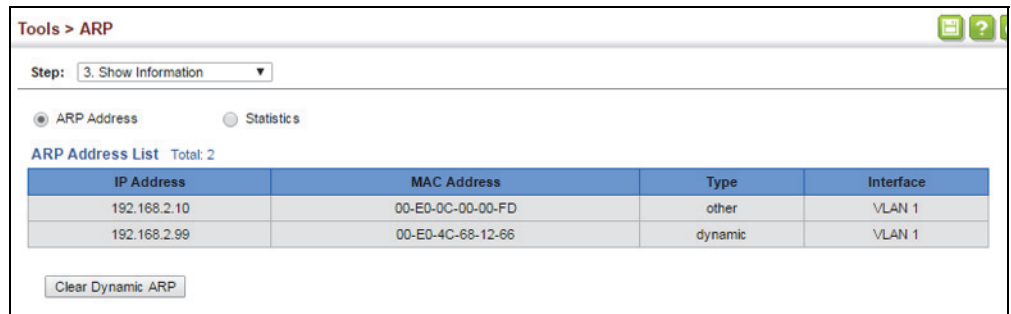 Tools > ARP
?
Step: 3. Show Information
ARP Address Statistics
ARP Address List Total: 2
IP Address MAC Address Type Interface
192.168.2.10 00-E0-0C-00-00-FD other VLAN 1
192.168.2.99 00-E0-4C-68-12-66 dynamic VLAN 1
Clear Dynamic ARP